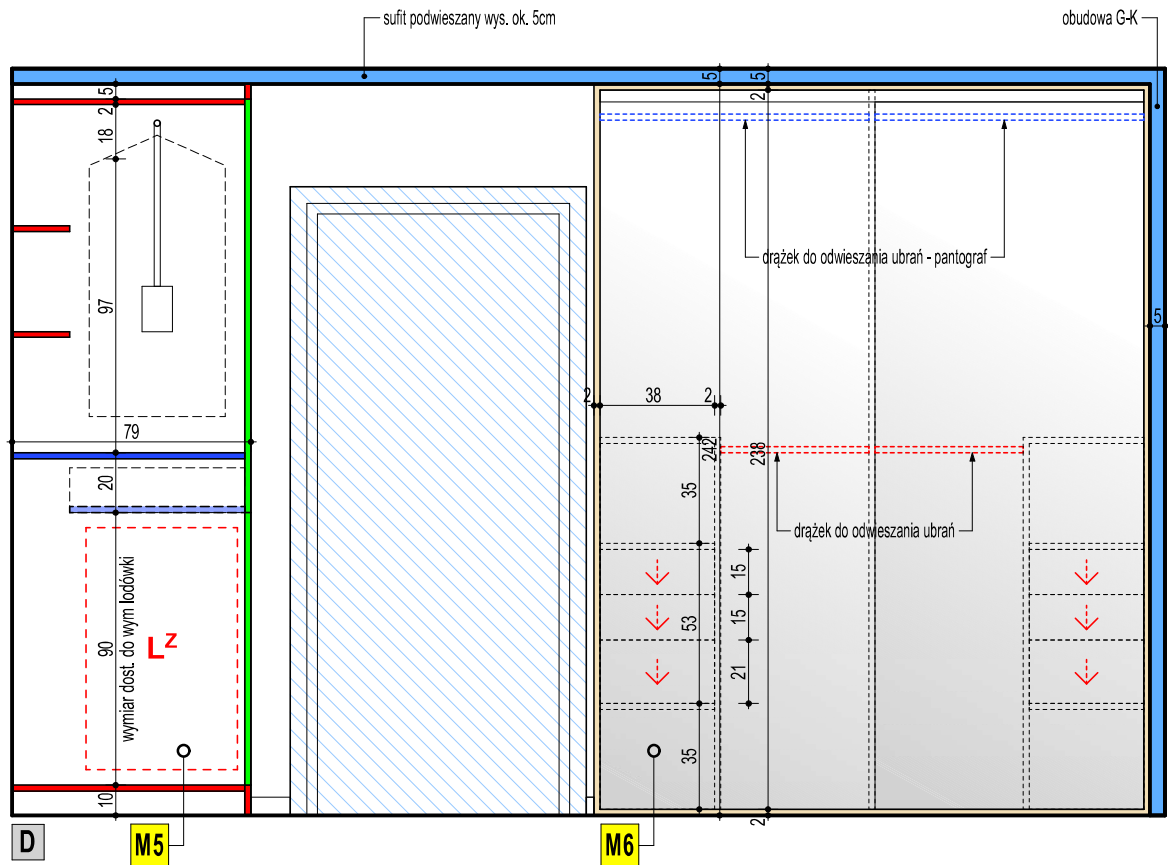 sufit podwieszany wys. ok. 5cm
obudowa G-K
5
5
5
2
2
18
drążek do odwieszania ubrań - pantograf
97
5
2
38
2
79
242
238
20
35
drążek do odwieszania ubrań
15
15
53
21
90
wymiar dost. do wym lodówki
LZ
35
10
2
D
M5
M6